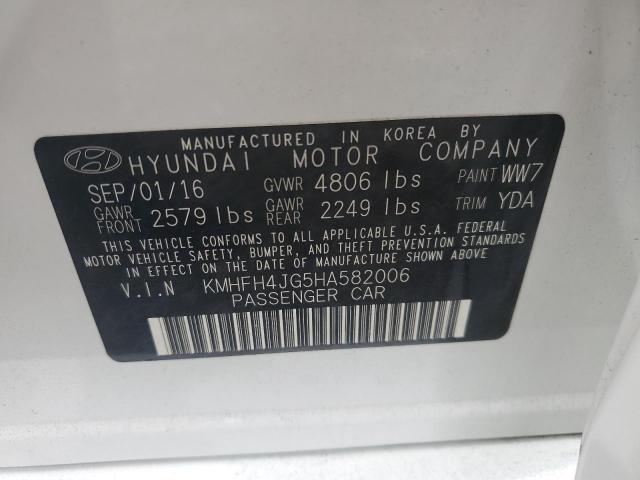 MANUFACTURED IN KOREA BY
HYUNDAI MOTOR COMPANY
SEP/01/16 GVWR 4806 lbs PAINT WW7
GAWR FRONT 2579 lbs GAWR REAR 2249 lbs TRIM YDA
THIS VEHICLE CONFORMS TO ALL APPLICABLE U.S.A. FEDERAL
MOTOR VEHICLE SAFETY, BUMPER, AND THEFT PREVENTION STANDARDS
IN EFFECT ON THE DATE OF MANUFACTURE SHOWN ABOVE
V.I.N KMHFH4JG5HA582006
PASSENGER CAR